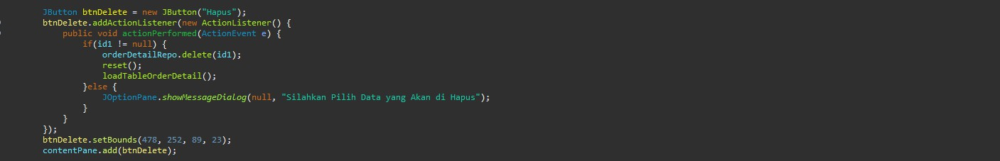 JButton btnDelete = new JButton("Hapus");
btnDelete.addActionListener(new ActionListener() {
public void actionPerformed(ActionEvent e) {
if(id1 != null) {
orderDetailRepo.delete(id1);
reset();
loadTableOrderDetail();
}else {
JOptionPane.showMessageDialog(null, "Silahkan Pilih Data yang Akan di Hapus");
}
}
});
btnDelete.setBounds(478, 252, 89, 23);
contentPane.add(btnDelete);